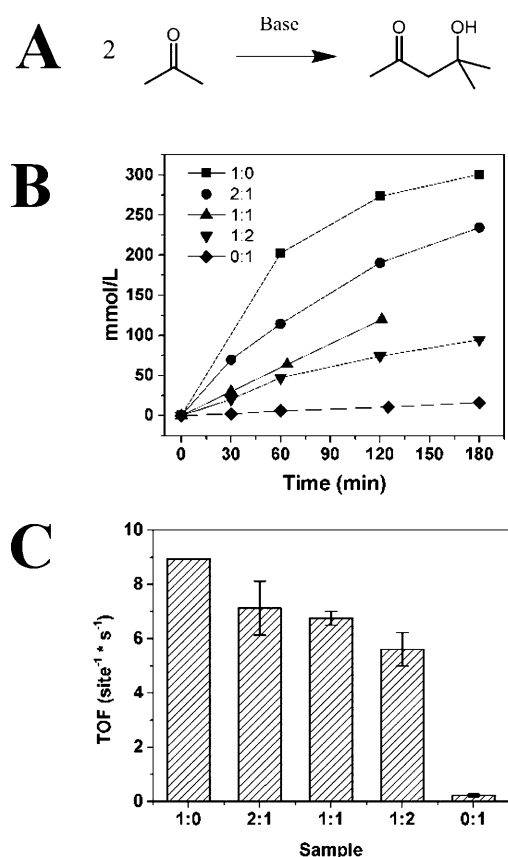 A
2
O
Base
O
OH
B
300
250
200
150
100
50
0
mmol/L
1:0
2:1
1:1
1:2
0:1
0 30 60 90 120 150 180
Time (min)
C
10
8
6
4
2
0
TOF (site⁻¹ * s⁻¹)
1:0 2:1 1:1 1:2 0:1
Sample